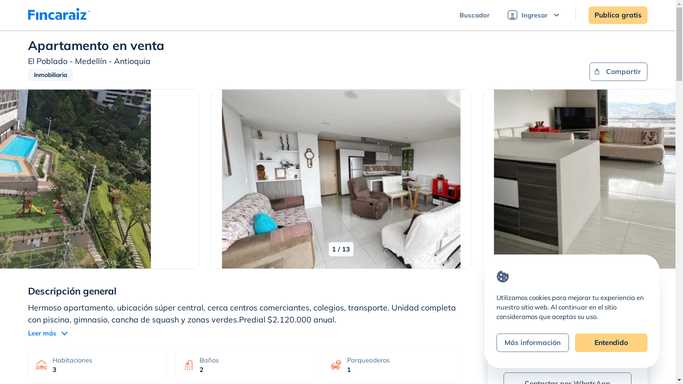 Fincaraiz
Buscador
Ingresar
Publica gratis
Apartamento en venta
El Poblado - Medellín - Antioquia
Inmobiliaria
Compartir
1 / 13
Descripción general
Hermoso apartamento, ubicación súper central, cerca centros comerciantes, colegios, transporte. Unidad completa
con piscina, gimnasio, cancha de squash y zonas verdes.Predial $2.120.000 anual.
Leer más
Habitaciones
3
Baños
2
Parqueaderos
1
Utilizamos cookies para mejorar tu experiencia en
nuestro sitio web. Al continuar en el sitio
consideramos que aceptas su uso.
Más información
Entendido
Contactar por WhatsApp